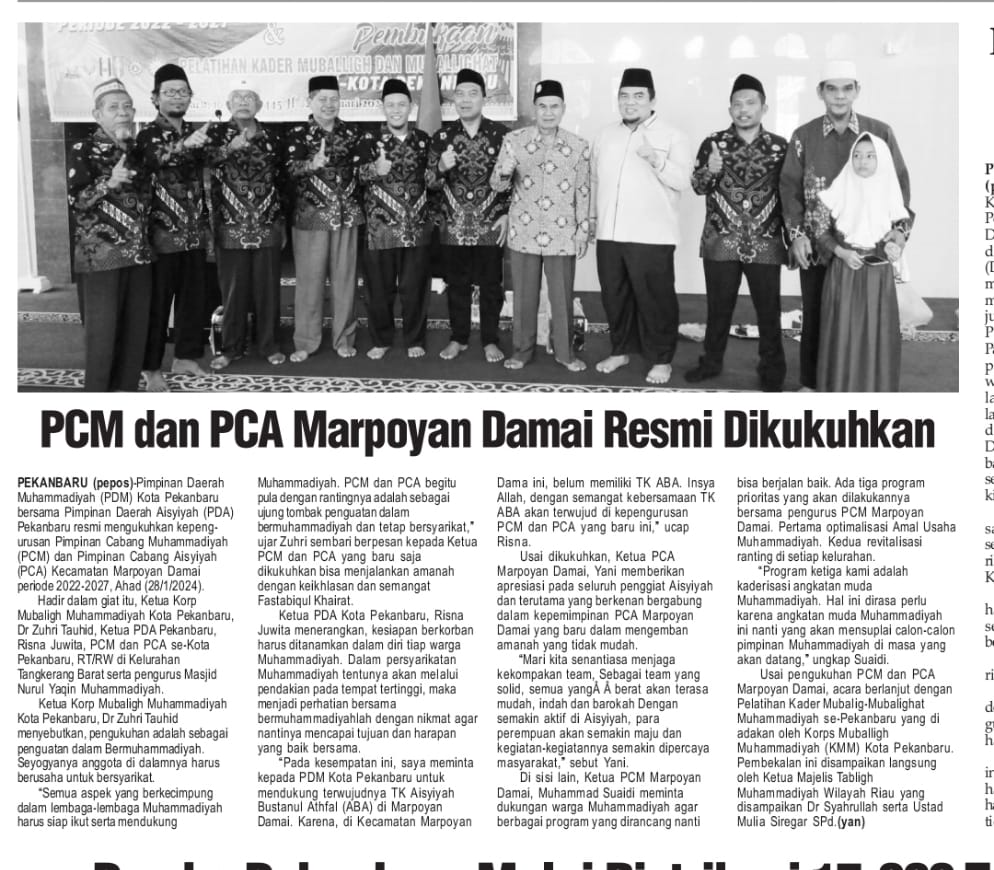 PERIODE 2022 - 2027
&
Pembukaan
PELATIHAN KADER MUBALLIGH DAN MUBALLIGHAT
PCM dan PCA Marpoyan Damai Resmi Dikukuhkan
PEKANBARU (pepos)-Pimpinan Daerah
Muhammadiyah (PDM) Kota Pekanbaru
bersama Pimpinan Daerah Aisyiyah (PDA)
Pekanbaru resmi mengukuhkan kepeng-
urusan Pimpinan Cabang Muhammadiyah
(PCM) dan Pimpinan Cabang Aisyiyah
(PCA) Kecamatan Marpoyan Damai
periode 2022-2027, Ahad (28/1/2024).
Hadir dalam giat itu, Ketua Korp
Mubaligh Muhammadiyah Kota Pekanbaru,
Dr Zuhri Tauhid, Ketua PDA Pekanbaru,
Risna Juwita, PCM dan PCA se-Kota
Pekanbaru, RT/RW di Kelurahan
Tangkerang Barat serta pengurus Masjid
Nurul Yaqin Muhammadiyah.
Ketua Korp Mubaligh Muhammadiyah
Kota Pekanbaru, Dr Zuhri Tauhid
menyebutkan, pengukuhan adalah sebagai
penguatan dalam Bermuhammadiyah.
Seyogyanya anggota di dalamnya harus
berusaha untuk bersyarikat.
"Semua aspek yang berkecimpung
dalam lembaga-lembaga Muhammadiyah
harus siap ikut serta mendukung
Muhammadiyah. PCM dan PCA begitu
pula dengan rantingnya adalah sebagai
ujung tombak penguatan dalam
bermuhammadiyah dan tetap bersyarikat,"
ujar Zuhri sembari berpesan kepada Ketua
PCM dan PCA yang baru saja
dikukuhkan bisa menjalankan amanah
dengan keikhlasan dan semangat
Fastabiqul Khairat.
Ketua PDA Kota Pekanbaru, Risna
Juwita menerangkan, kesiapan berkorban
harus ditanamkan dalam diri tiap warga
Muhammadiyah. Dalam persyarikatan
Muhammadiyah tentunya akan melalui
pendakian pada tempat tertinggi, maka
menjadi perhatian bersama
bermuhammadiyahlah dengan nikmat agar
nantinya mencapai tujuan dan harapan
yang baik bersama.
"Pada kesempatan ini, saya meminta
kepada PDM Kota Pekanbaru untuk
mendukung terwujudnya TK Aisyiyah
Bustanul Athfal (ABA) di Marpoyan
Damai. Karena, di Kecamatan Marpoyan
Dama ini, belum memiliki TK ABA. Insya
Allah, dengan semangat kebersamaan TK
ABA akan terwujud di kepengurusan
PCM dan PCA yang baru ini," ucap
Risna.
Usai dikukuhkan, Ketua PCA
Marpoyan Damai, Yani memberikan
apresiasi pada seluruh penggiat Aisyiyah
dan terutama yang berkenan bergabung
dalam kepemimpinan PCA Marpoyan
Damai yang baru dalam mengemban
amanah yang tidak mudah.
"Mari kita senantiasa menjaga
kekompakan team, Sebagai team yang
solid, semua yangÂ Â berat akan terasa
mudah, indah dan barokah Dengan
semakin aktif di Aisyiyah, para
perempuan akan semakin maju dan
kegiatan-kegiatannya semakin dipercaya
masyarakat," sebut Yani.
Di sisi lain, Ketua PCM Marpoyan
Damai, Muhammad Suaidi meminta
dukungan warga Muhammadiyah agar
berbagai program yang dirancang nanti
bisa berjalan baik. Ada tiga program
prioritas yang akan dilakukannya
bersama pengurus PCM Marpoyan
Damai. Pertama optimalisasi Amal Usaha
Muhammadiyah. Kedua revitalisasi
ranting di setiap kelurahan.
"Program ketiga kami adalah
kaderisasi angkatan muda
Muhammadiyah. Hal ini dirasa perlu
karena angkatan muda Muhammadiyah
ini nanti yang akan mensuplai calon-calon
pimpinan Muhammadiyah di masa yang
akan datang," ungkap Suaidi.
Usai pengukuhan PCM dan PCA
Marpoyan Damai, acara berlanjut dengan
Pelatihan Kader Mubalig-Mubalighat
Muhammadiyah se-Pekanbaru yang di
adakan oleh Korps Muballigh
Muhammadiyah (KMM) Kota Pekanbaru.
Pembekalan ini disampaikan langsung
oleh Ketua Majelis Tabligh
Muhammadiyah Wilayah Riau yang
disampaikan Dr Syahrullah serta Ustad
Mulia Siregar SPd.(yan)